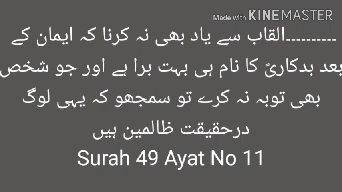 Made with KINEMASTER
----------القاب سے یاد بھی نہ کرنا کہ ایمان کے
بعد بدکاریؑ کا نام ہی بہت برا ہے اور جو شخص
بھی توبہ نہ کرے تو سمجھو کہ یہی لوگ
درحقیقت ظالمین ہیں
Surah 49 Ayat No 11